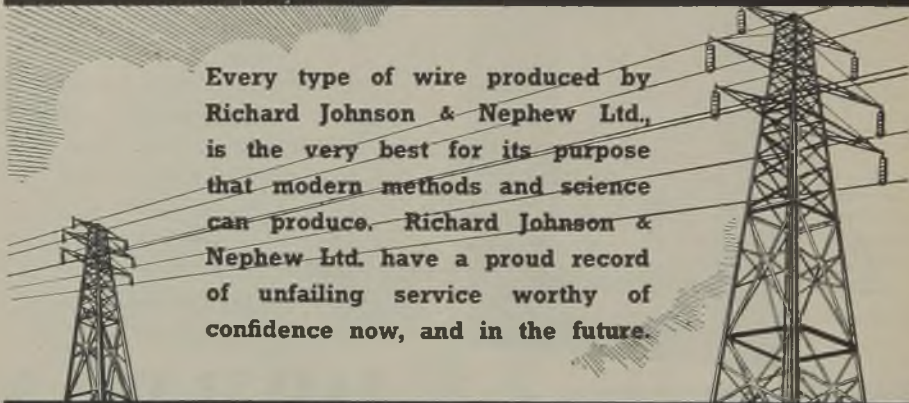 Every type of wire produced by
Richard Johnson & Nephew Ltd.,
is the very best for its purpose
that modern methods and science
can produce. Richard Johnson &
Nephew Ltd. have a proud record
of unfailing service worthy of
confidence now, and in the future.